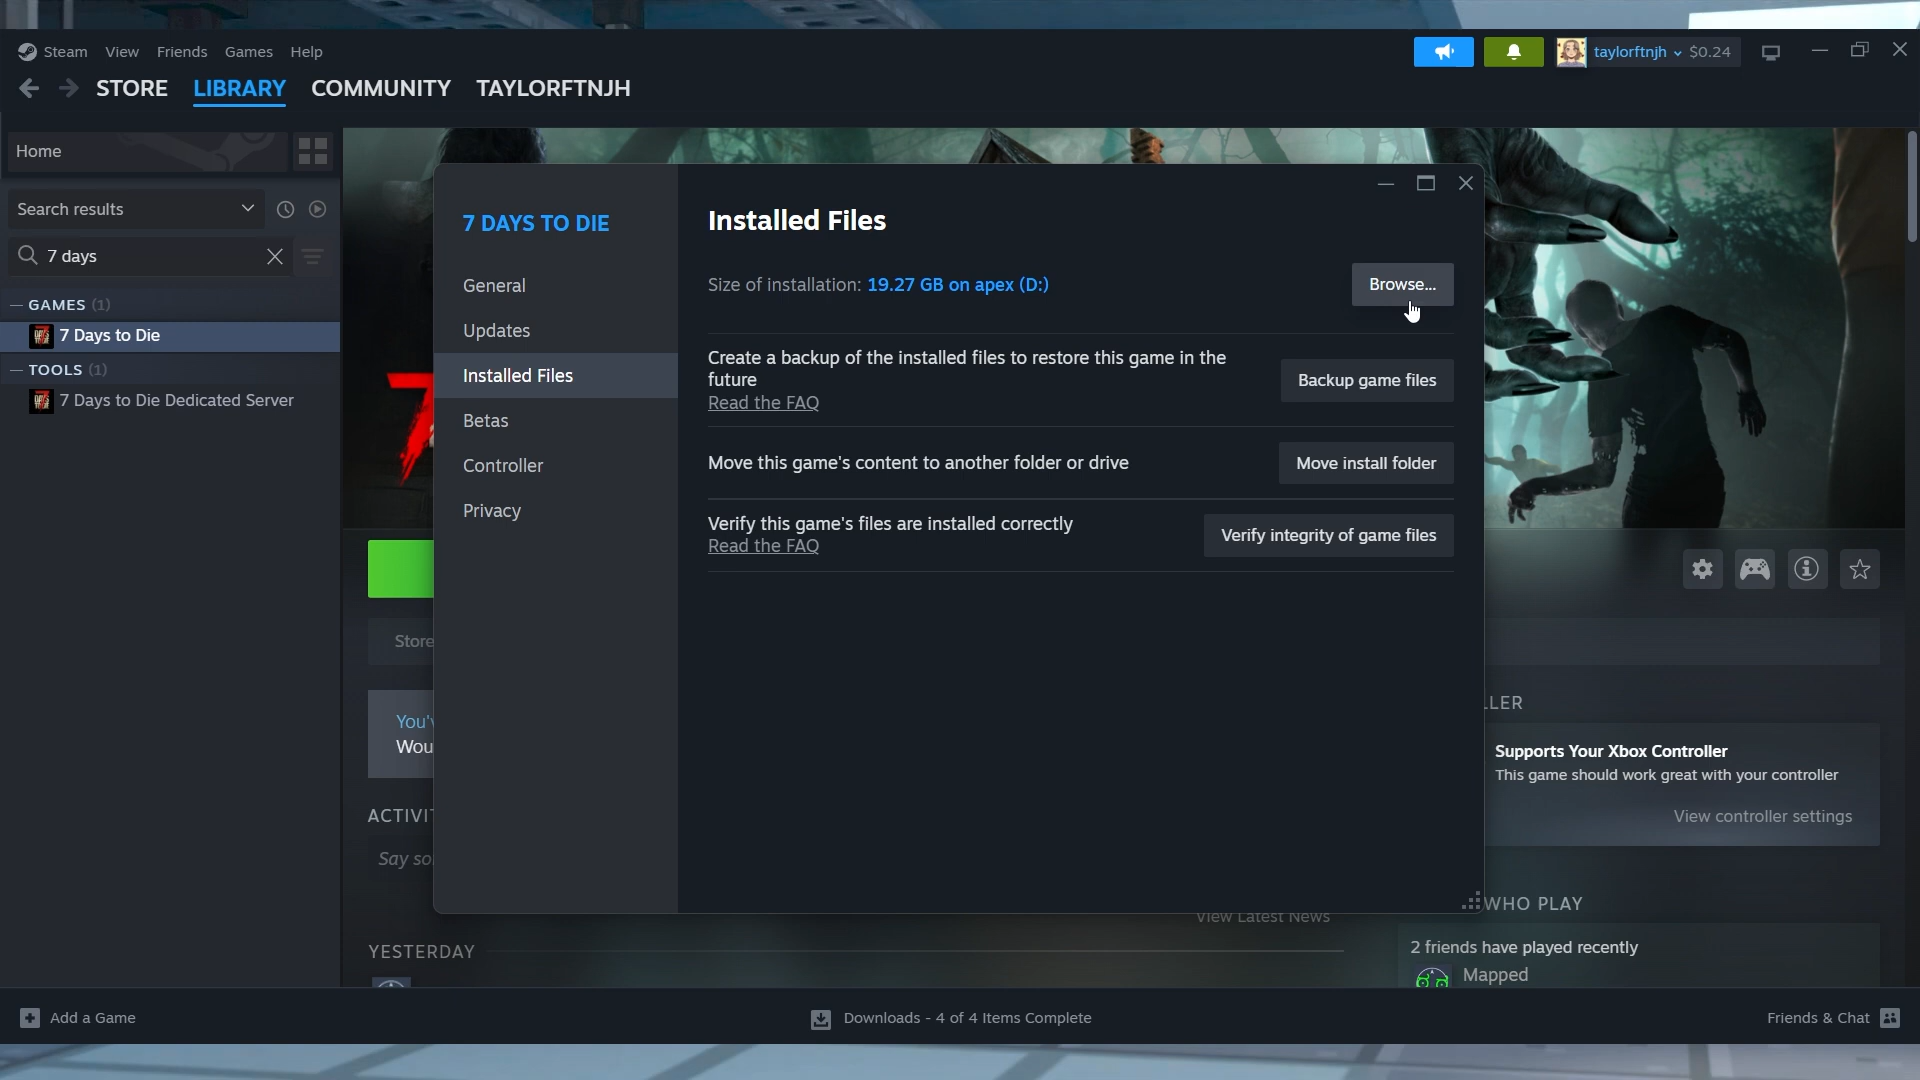 Steam View Friends Games Help
taylorftnjh $0.24
STORE LIBRARY COMMUNITY TAYLORFTNJH
Home
Search results
7 days
GAMES (1)
7 Days to Die
TOOLS (1)
7 Days to Die Dedicated Server
7 DAYS TO DIE
General
Updates
Installed Files
Betas
Controller
Privacy
Installed Files
Size of installation: 19.27 GB on apex (D:)
Browse...
Create a backup of the installed files to restore this game in the
future
Read the FAQ
Backup game files
Move this game's content to another folder or drive
Move install folder
Verify this game's files are installed correctly
Read the FAQ
Verify integrity of game files
7
Store
You'v
Wou
ACTIVIT
Say so
View Latest News
YESTERDAY
LLER
Supports Your Xbox Controller
This game should work great with your controller
View controller settings
WHO PLAY
2 friends have played recently
Mapped
Add a Game
Downloads - 4 of 4 Items Complete
Friends & Chat